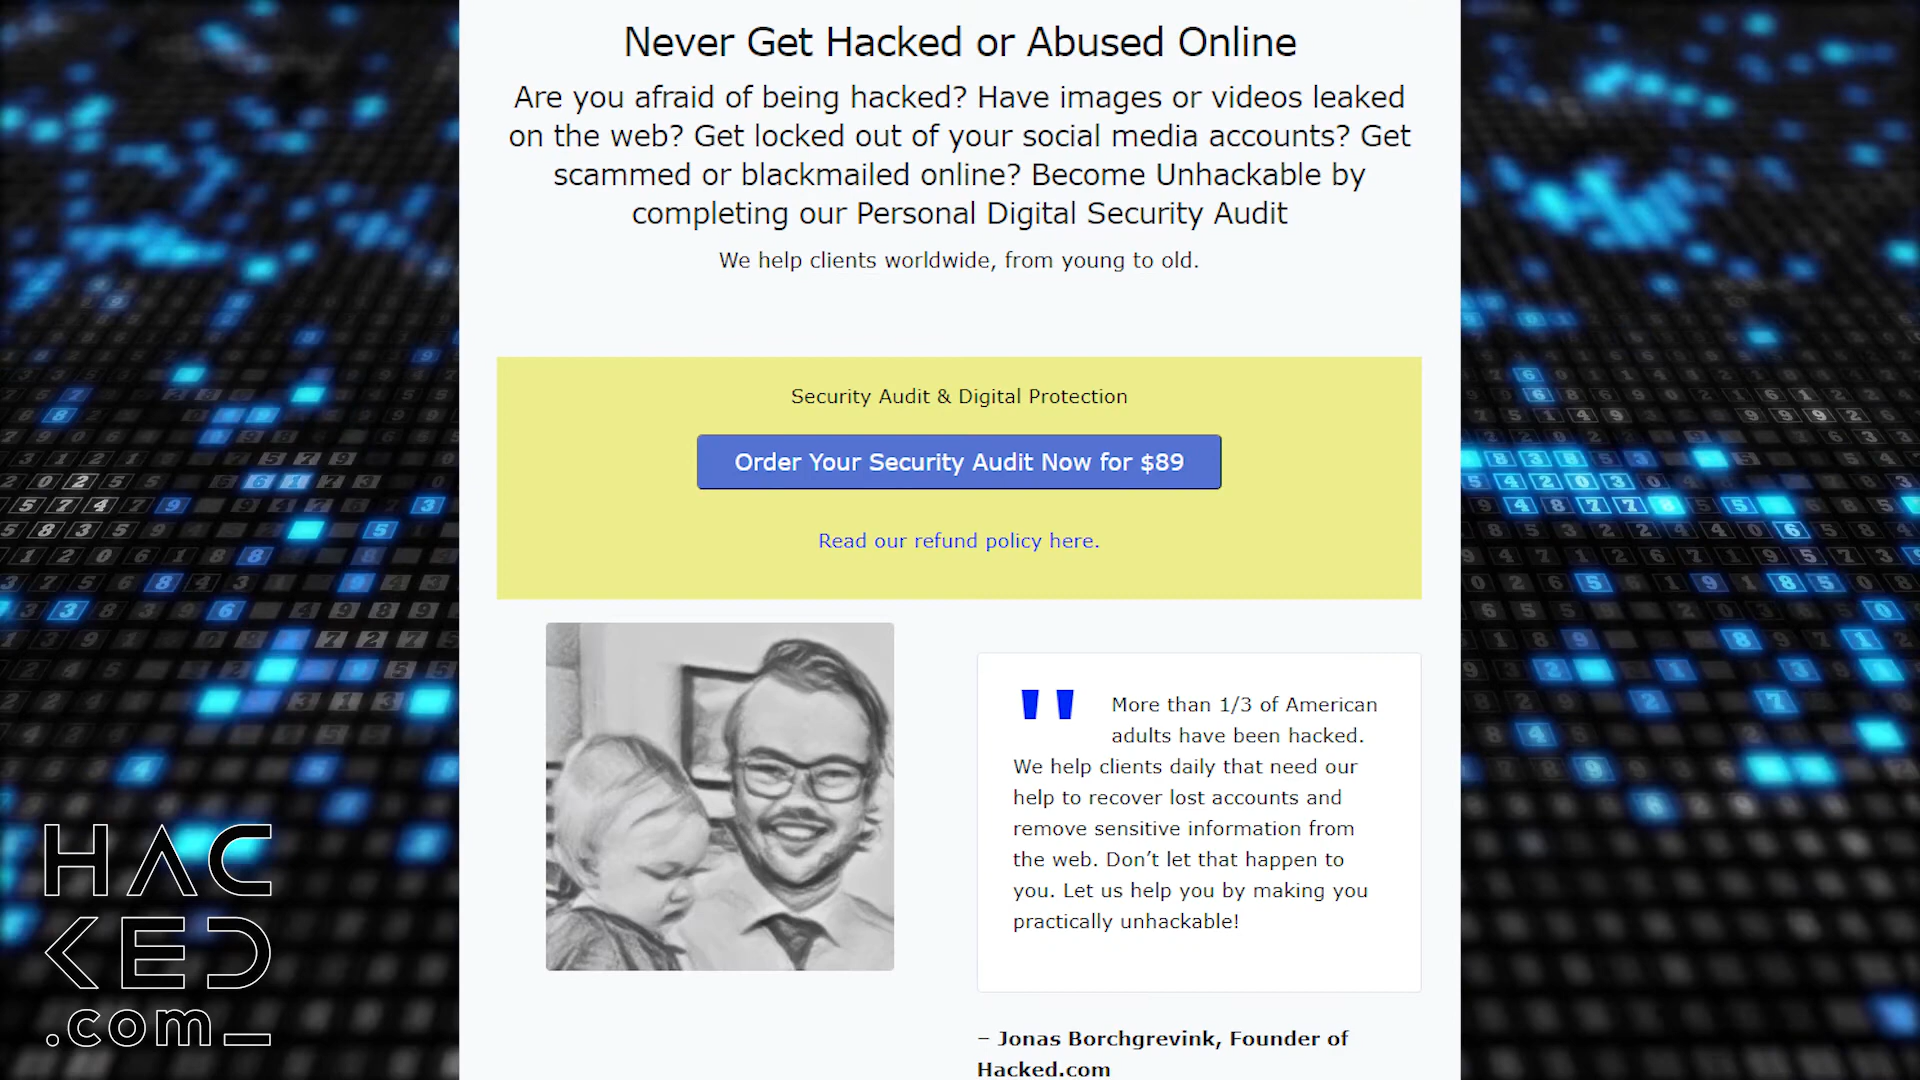 Never Get Hacked or Abused Online
Are you afraid of being hacked? Have images or videos leaked
on the web? Get locked out of your social media accounts? Get
scammed or blackmailed online? Become Unhackable by
completing our Personal Digital Security Audit
We help clients worldwide, from young to old.
Security Audit & Digital Protection
Order Your Security Audit Now for $89
Read our refund policy here.
" More than 1/3 of American
adults have been hacked.
We help clients daily that need our
help to recover lost accounts and
remove sensitive information from
the web. Don’t let that happen to
you. Let us help you by making you
practically unhackable!
– Jonas Borchgrevink, Founder of
Hacked.com
HAC
KED
.com_